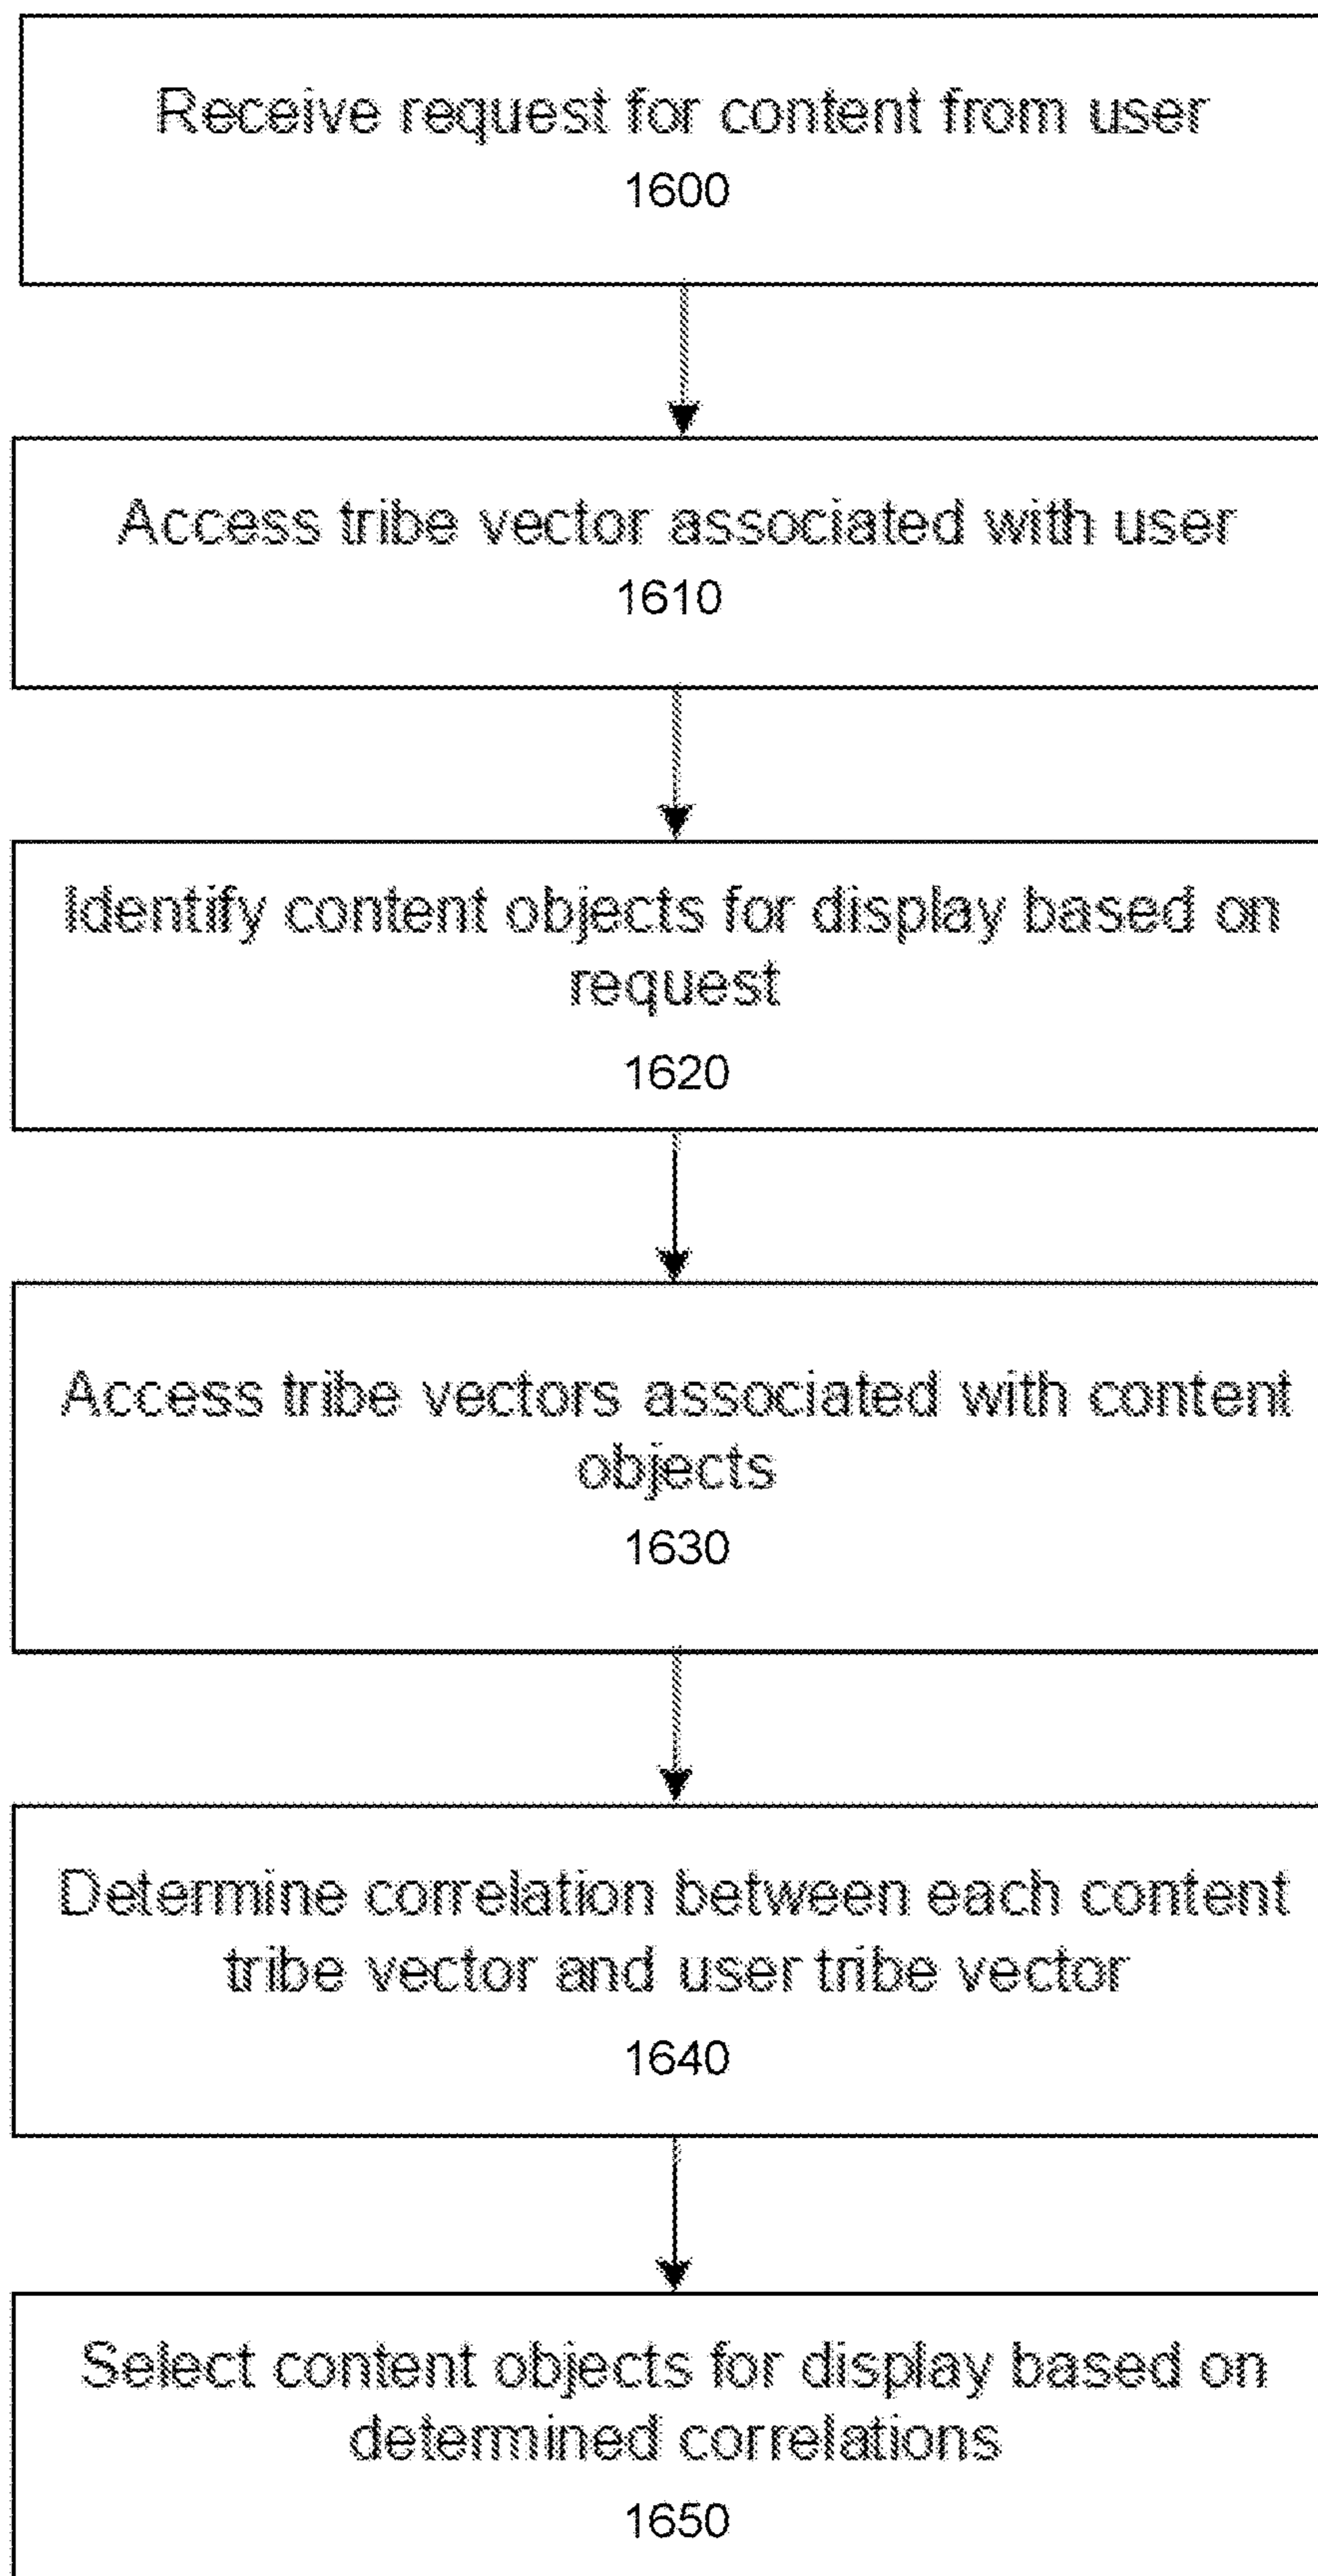 Receive request for content from user
1600
Access tribe vector associated with user
1610
Identify content objects for display based on
request
1620
Access tribe vectors associated with content
objects
1630
Determine correlation between each content
tribe vector and user tribe vector
1640
Select content objects for display based on
determined correlations
1650